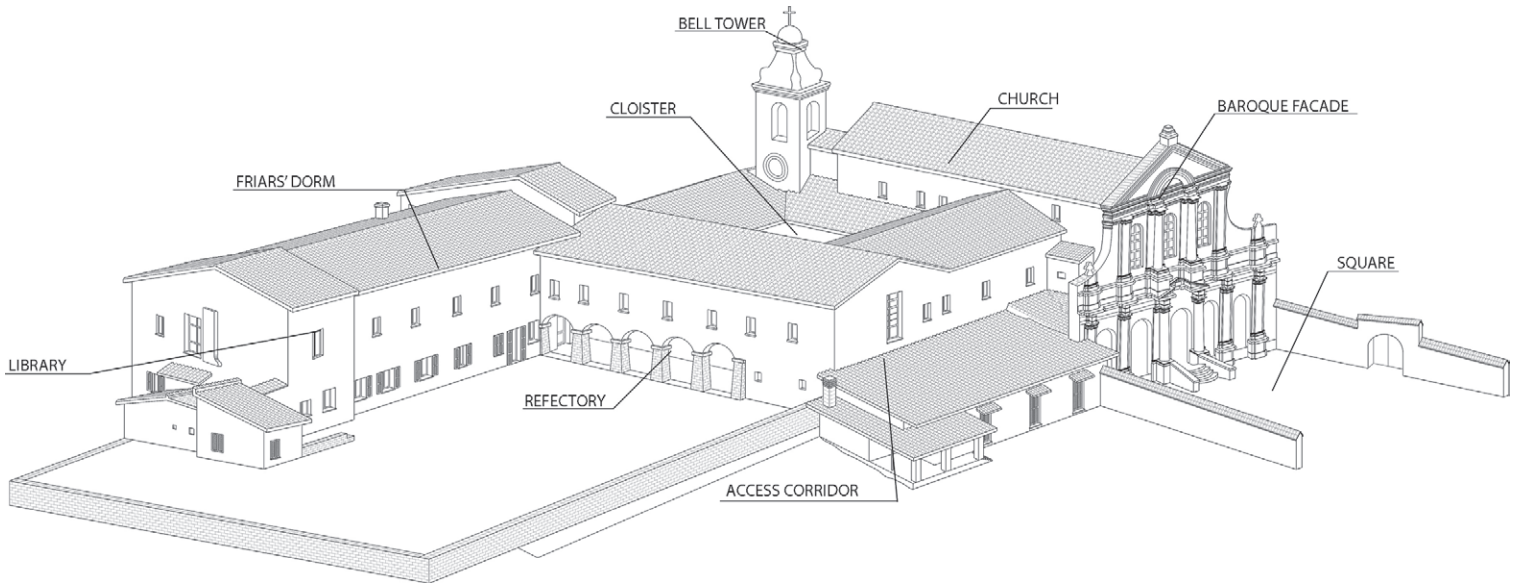 BELL TOWER
CHURCH
BAROQUE FACADE
CLOISTER
FRIARS' DORM
SQUARE
LIBRARY
REFECTORY
ACCESS CORRIDOR